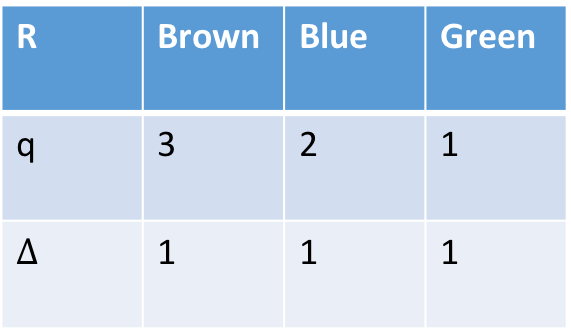 R Brown Blue Green
q 3 2 1
Δ 1 1 1